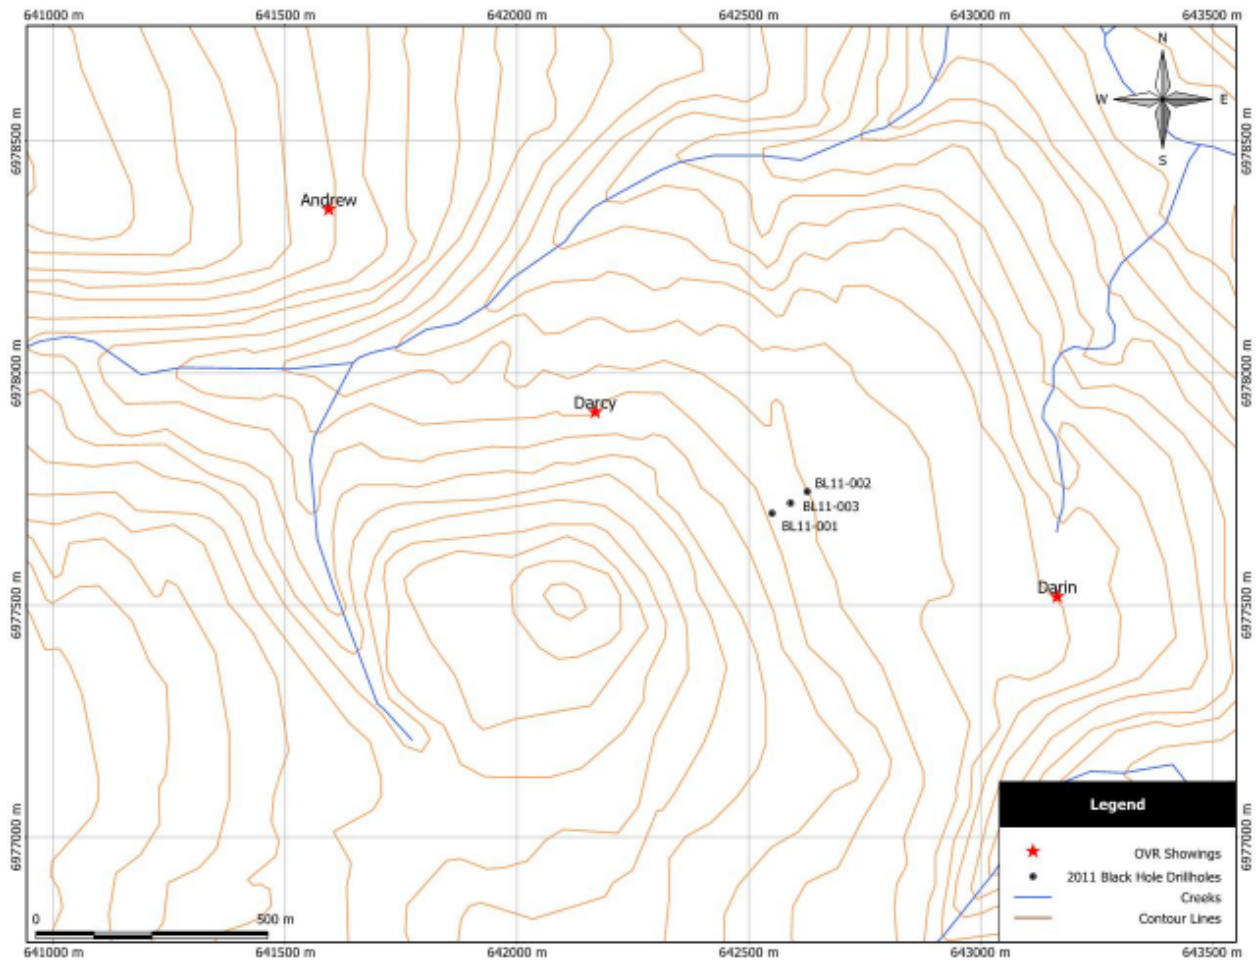 641000 m 641500 m 642000 m 642500 m 643000 m 643500 m
N
W E
S
6978500 m 6978500 m
Andrew
6978000 m 6978000 m
Darcy
BL11-002
BL11-003
BL11-001
Darin
6977500 m 6977500 m
6977000 m 6977000 m
Legend
OVR Showings
2011 Black Hole Drillholes
Creeks
Contour Lines
0 500 m
641000 m 641500 m 642000 m 642500 m 643000 m 643500 m